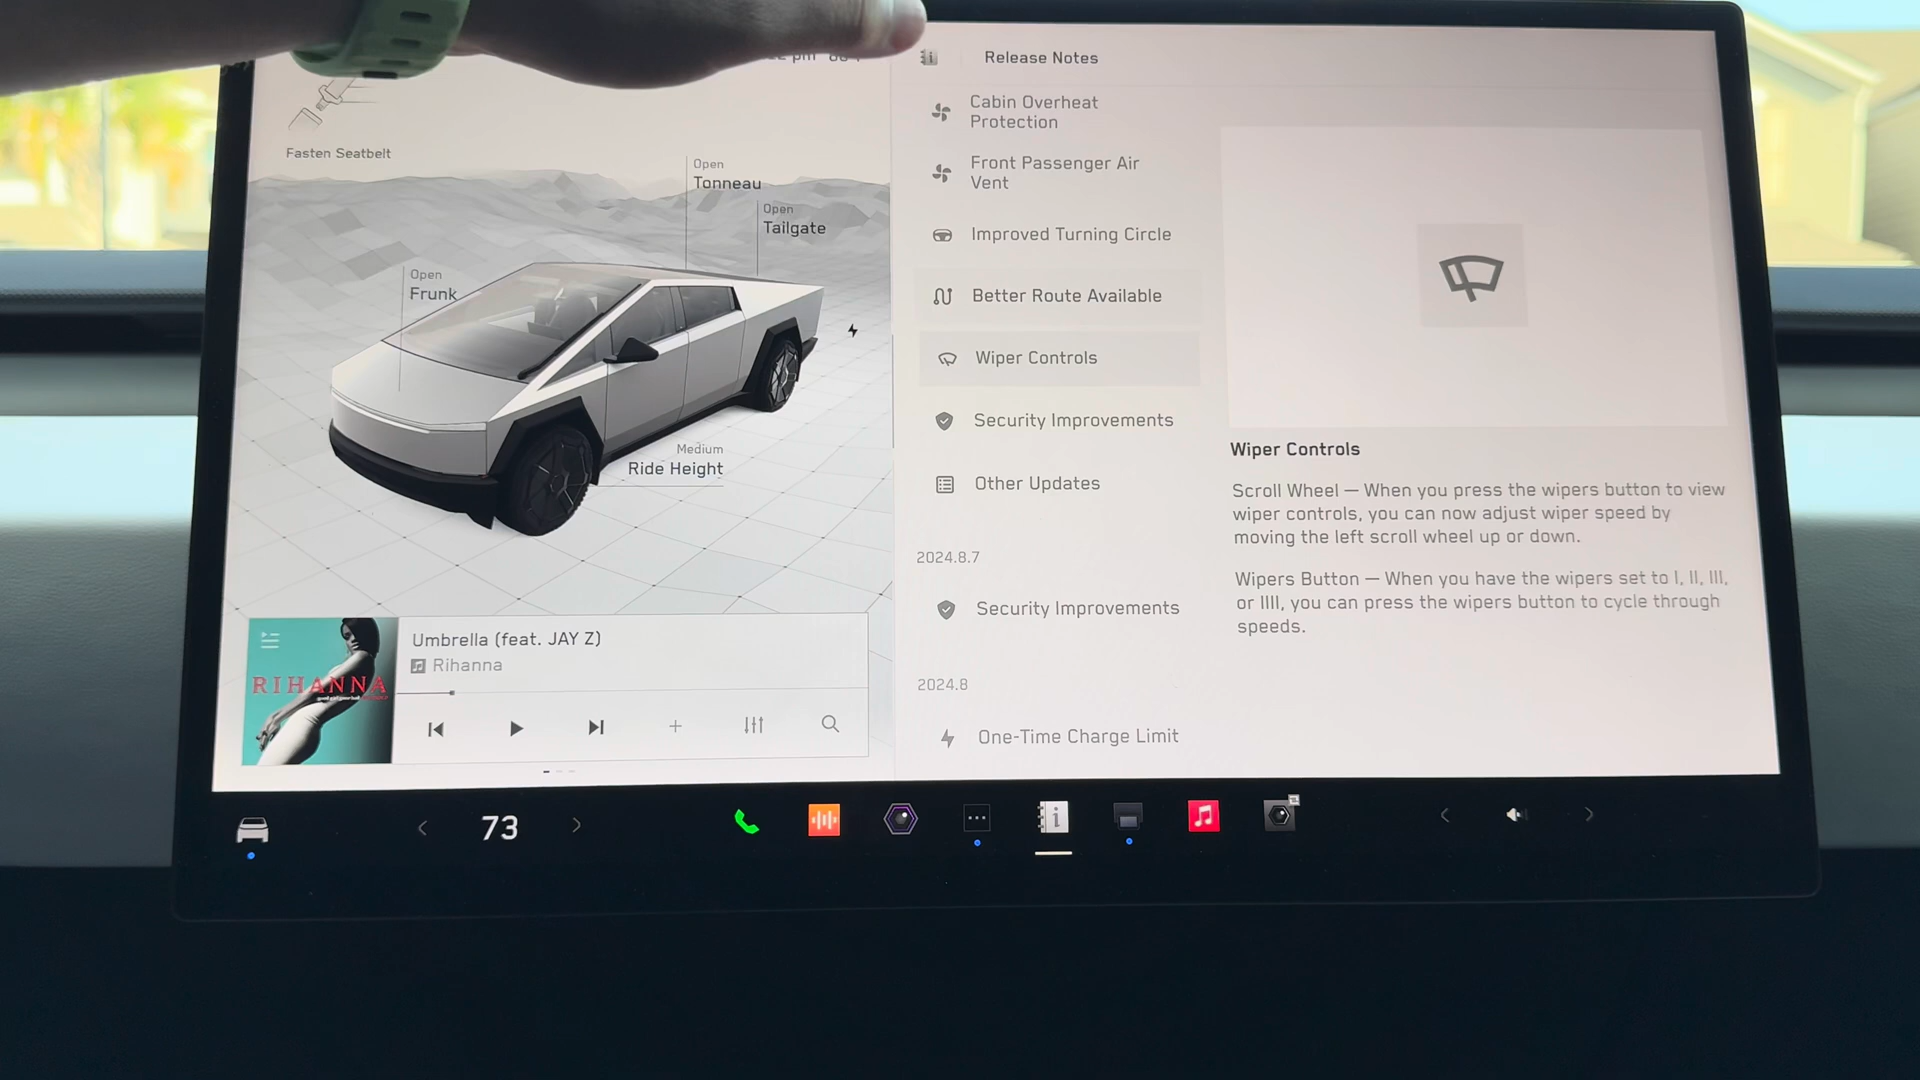 Release Notes
Fasten Seatbelt
Open
Tonneau
Open
Tailgate
Open
Frunk
Medium
Ride Height
RIHANNA
Umbrella (feat. JAY Z)
Rihanna
73
Cabin Overheat
Protection
Front Passenger Air
Vent
Improved Turning Circle
Better Route Available
Wiper Controls
Security Improvements
Other Updates
2024.8.7
Security Improvements
2024.8
One-Time Charge Limit
Wiper Controls
Scroll Wheel — When you press the wipers button to view
wiper controls, you can now adjust wiper speed by
moving the left scroll wheel up or down.
Wipers Button — When you have the wipers set to I, II, III,
or IIII, you can press the wipers button to cycle through
speeds.